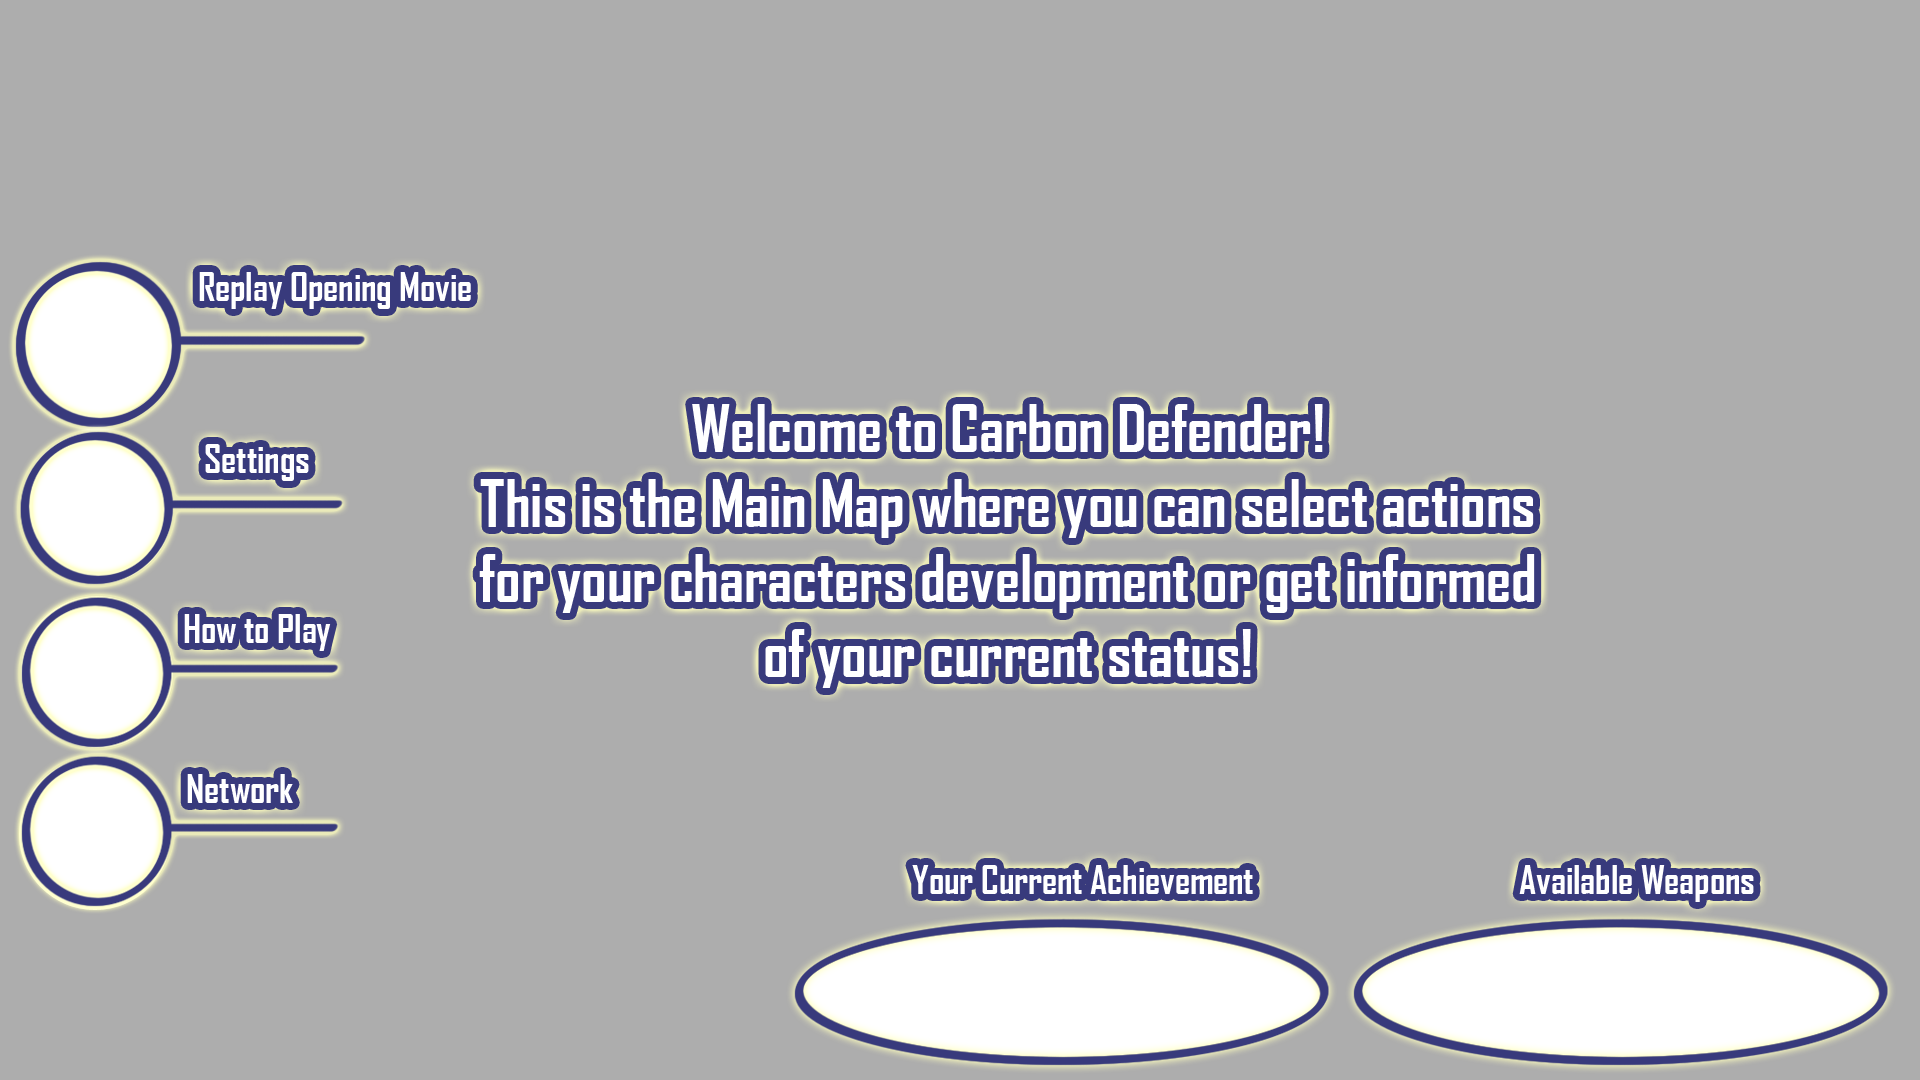 Replay Opening Movie
Settings
How to Play
Network
Welcome to Carbon Defender!
This is the Main Map where you can select actions
for your characters development or get informed
of your current status!
Your Current Achievement
Available Weapons